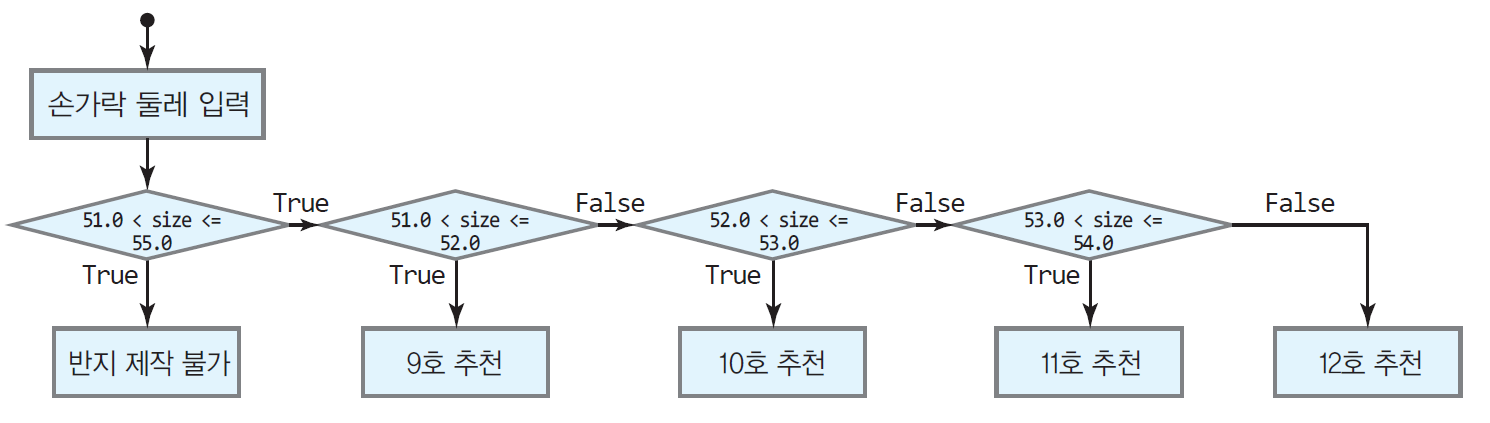 손가락 둘레 입력
True
False
False
False
51.0 < size <=
55.0
51.0 < size <=
52.0
52.0 < size <=
53.0
53.0 < size <=
54.0
True
True
True
True
반지 제작 불가
9호 추천
10호 추천
11호 추천
12호 추천